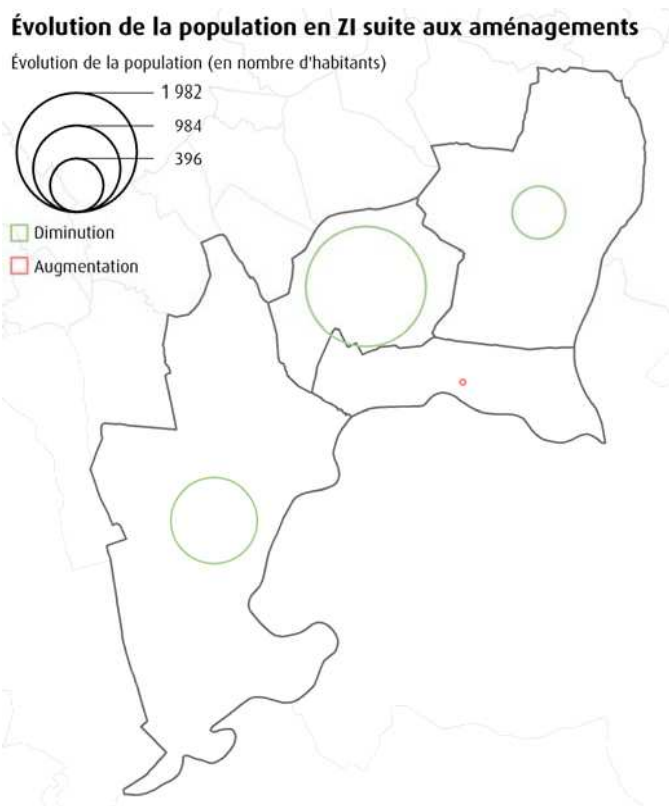 Évolution de la population en ZI suite aux aménagements
Évolution de la population (en nombre d'habitants)
1 982
984
396
Diminution
Augmentation